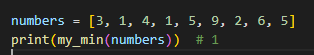 numbers = [3, 1, 4, 1, 5, 9, 2, 6, 5]
print(my_min(numbers))  # 1